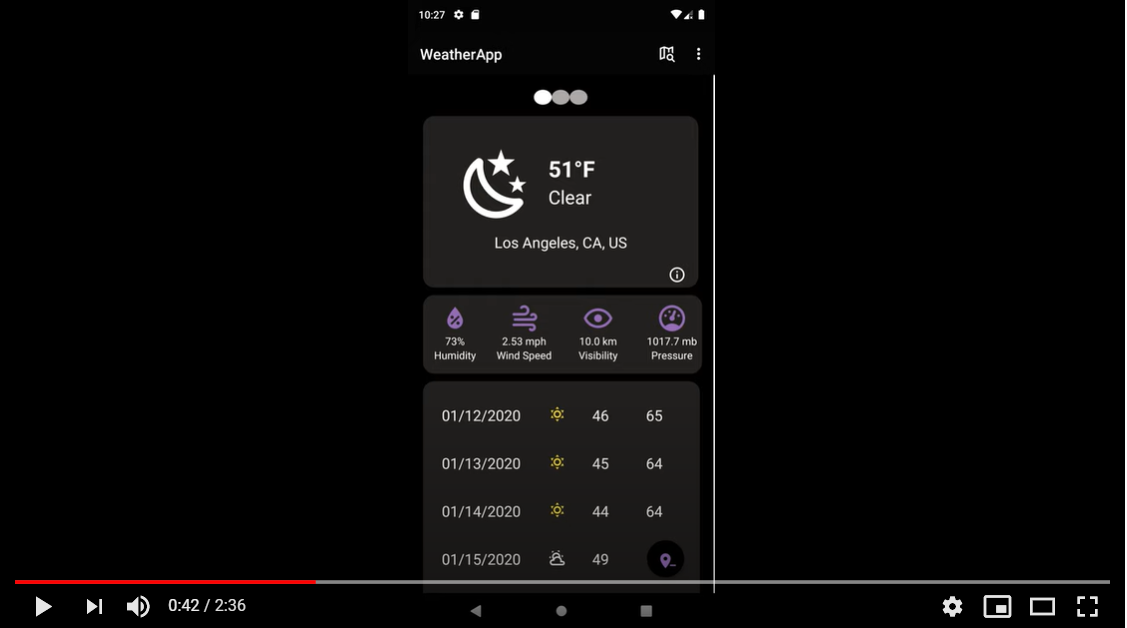 10:27
WeatherApp
51°F
Clear
Los Angeles, CA, US
73% 2.53 mph 10.0 km 1017.7 mb
Humidity Wind Speed Visibility Pressure
01/12/2020 46 65
01/13/2020 45 64
01/14/2020 44 64
01/15/2020 49
0:42 / 2:36